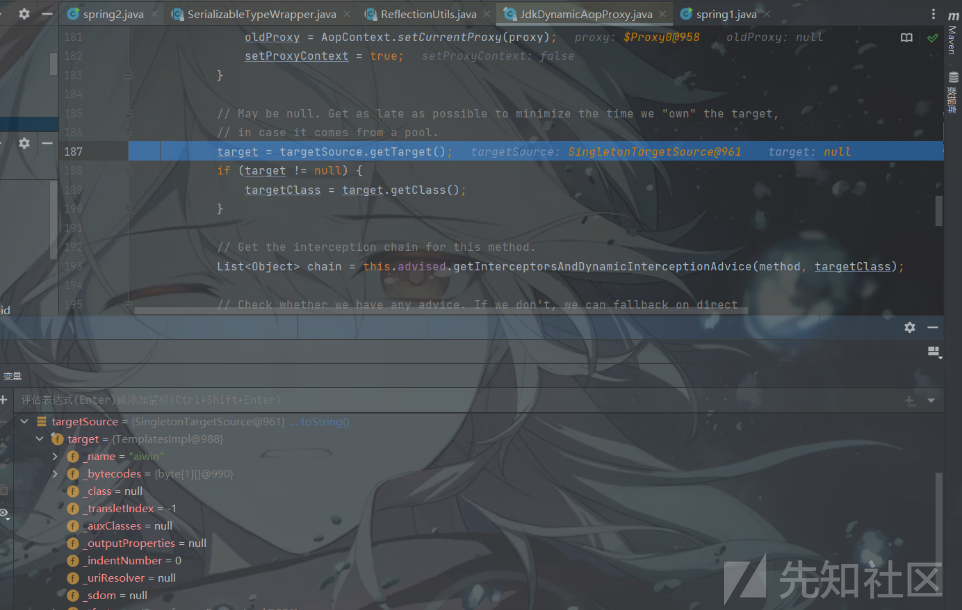 spring2.java SerializableTypeWrapper.java ReflectionUtils.java JdkDynamicAopProxy.java spring1.java
181 oldProxy = AopContext.setCurrentProxy(proxy); proxy: $Proxy0@958 oldProxy: null
182 setProxyContext = true; setProxyContext: false
183 }
184
185 // May be null. Get as late as possible to minimize the time we "own" the target,
186 // in case it comes from a pool.
187 target = targetSource.getTarget(); targetSource: SingletonTargetSource@961 target: null
188 if (target != null) {
189 targetClass = target.getClass();
190 }
191
192 // Get the interception chain for this method.
193 List<Object> chain = this.advised.getInterceptorsAndDynamicInterceptionAdvice(method, targetClass);
194
195 // Check whether we have any advice. If we don't, we can fallback on direct
m Maven
数据库
id
变量
评估表达式(Enter)或添加监视(Ctrl+Shift+Enter)
targetSource = {SingletonTargetSource@961} ... toString()
target = {TemplatesImpl@988}
_name = "aiwin"
_bytecodes = {byte[1][]@990}
_class = null
_transletIndex = -1
_auxClasses = null
_outputProperties = null
_indentNumber = 0
_uriResolver = null
_sdom = null
先知社区